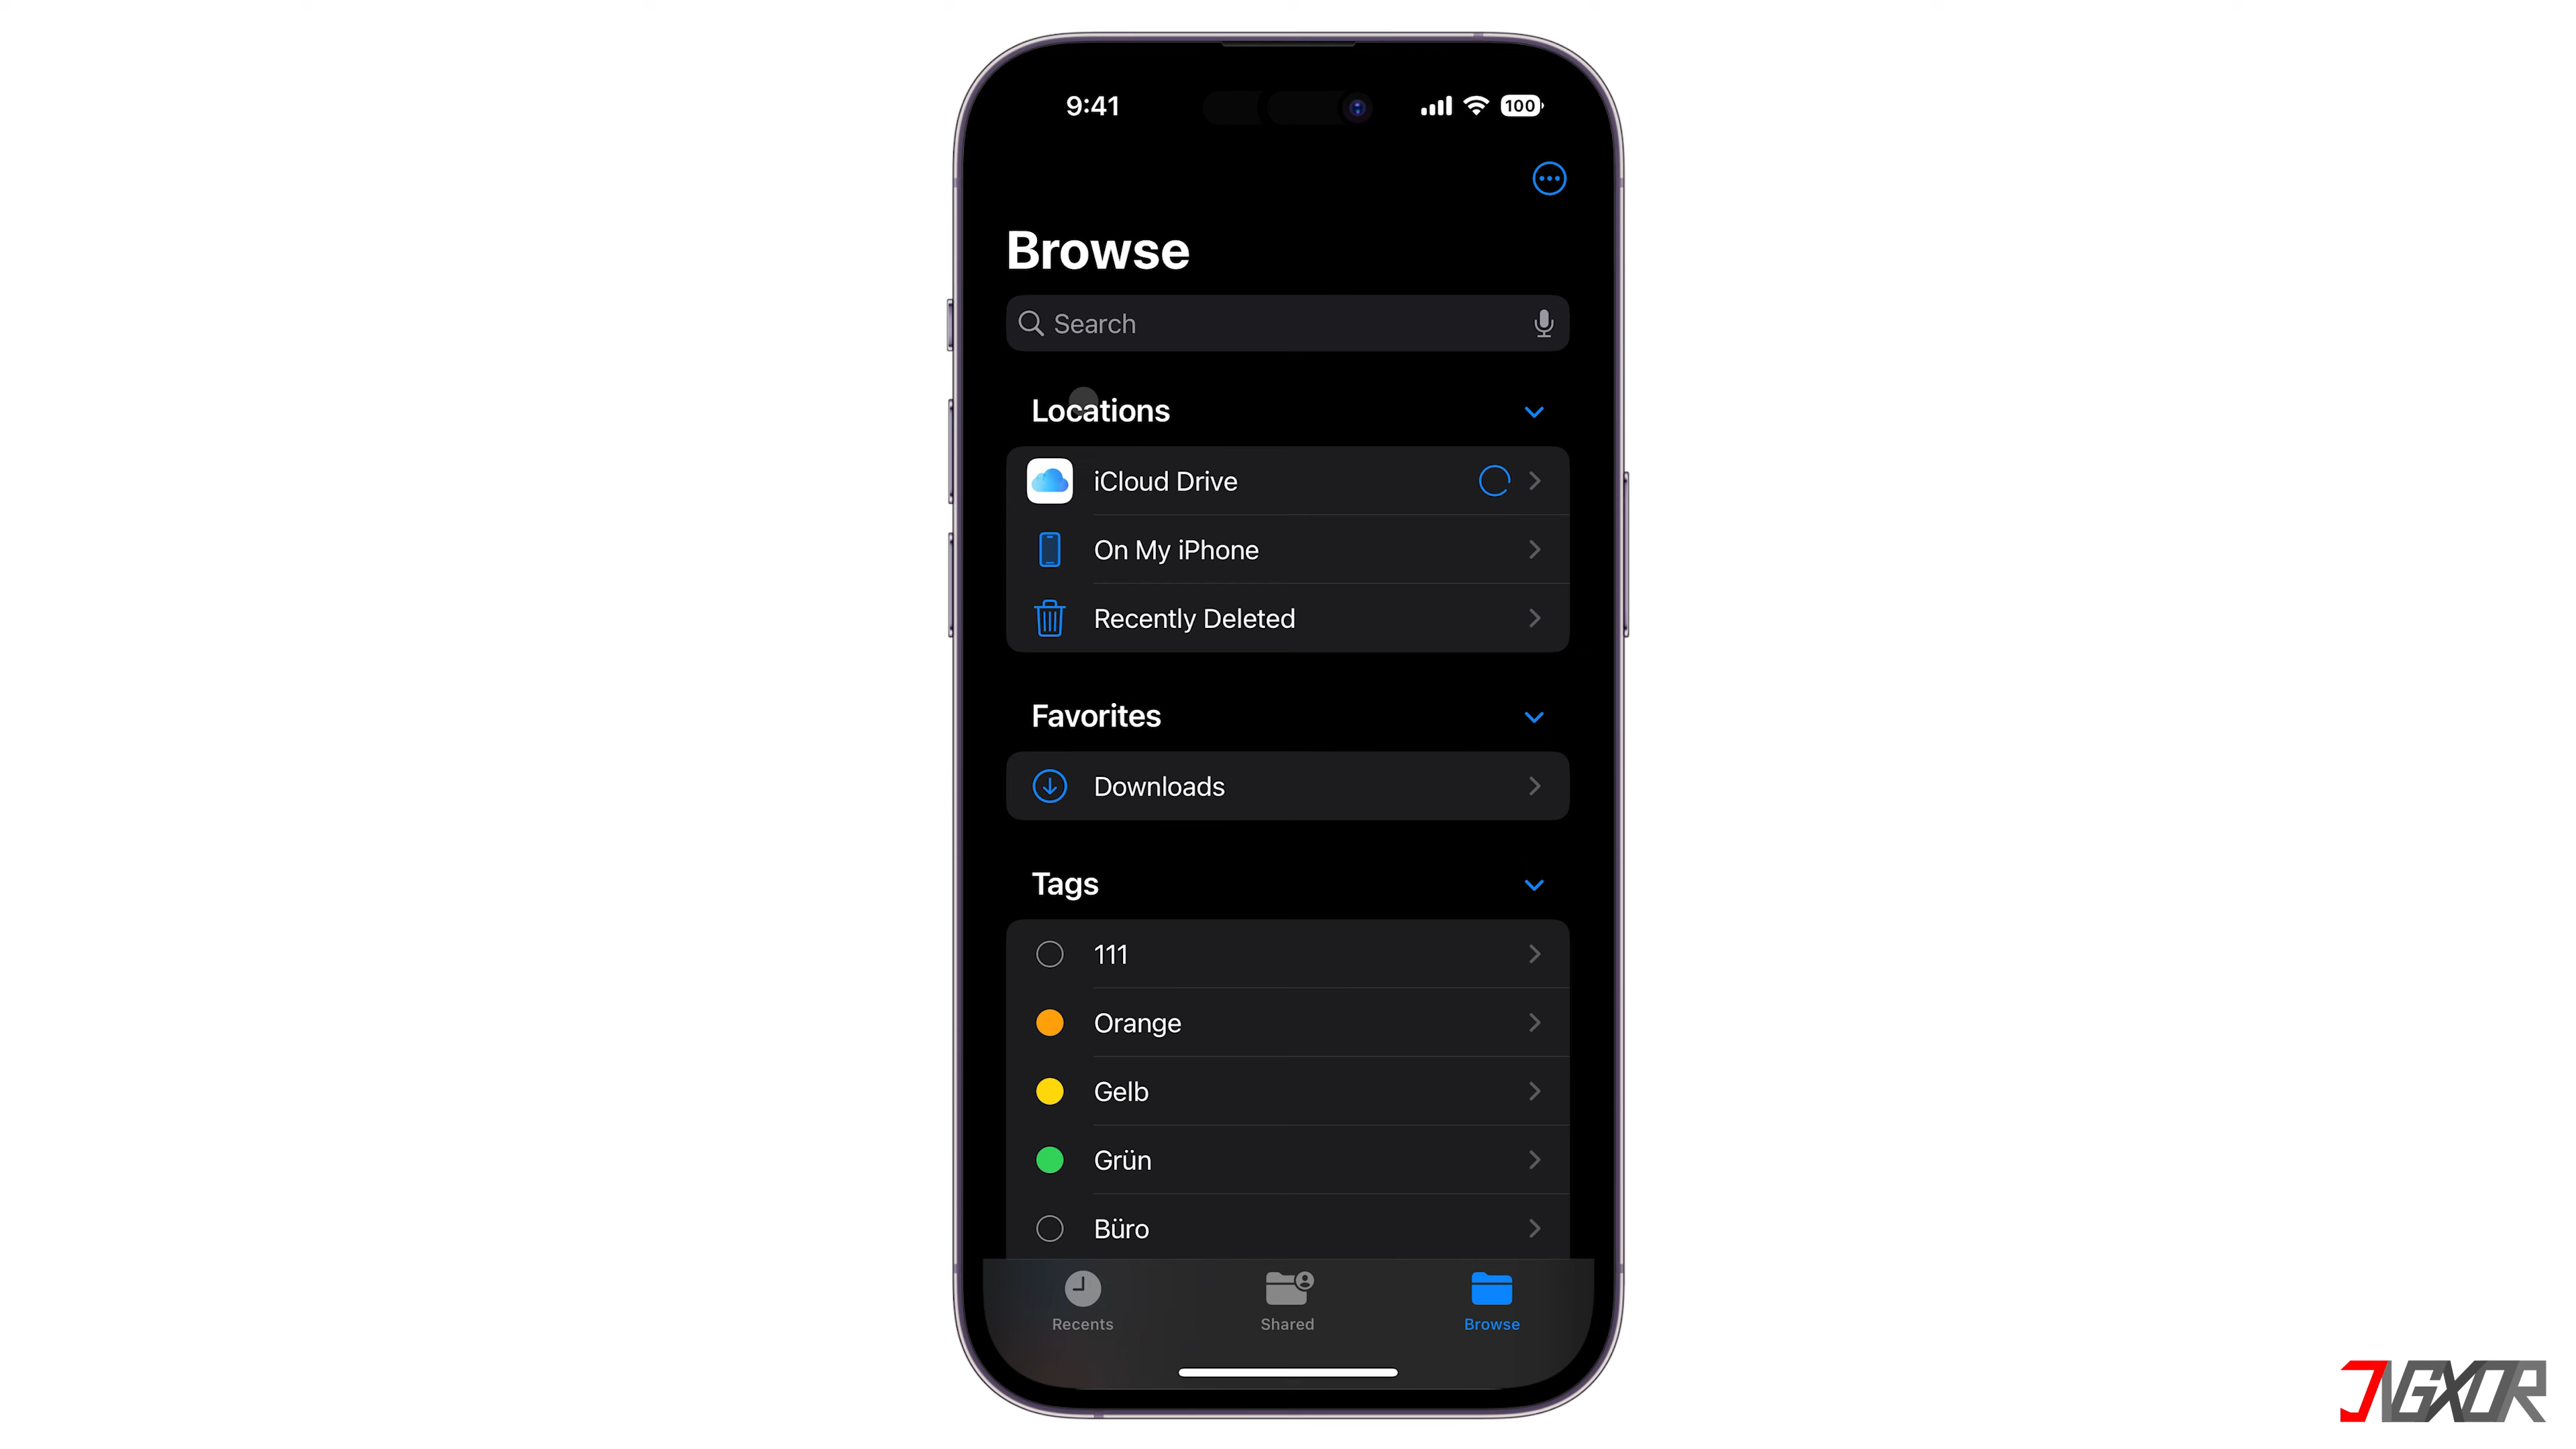 9:41
100
Browse
Search
Locations
iCloud Drive
On My iPhone
Recently Deleted
Favorites
Downloads
Tags
111
Orange
Gelb
Grün
Büro
Recents
Shared
Browse